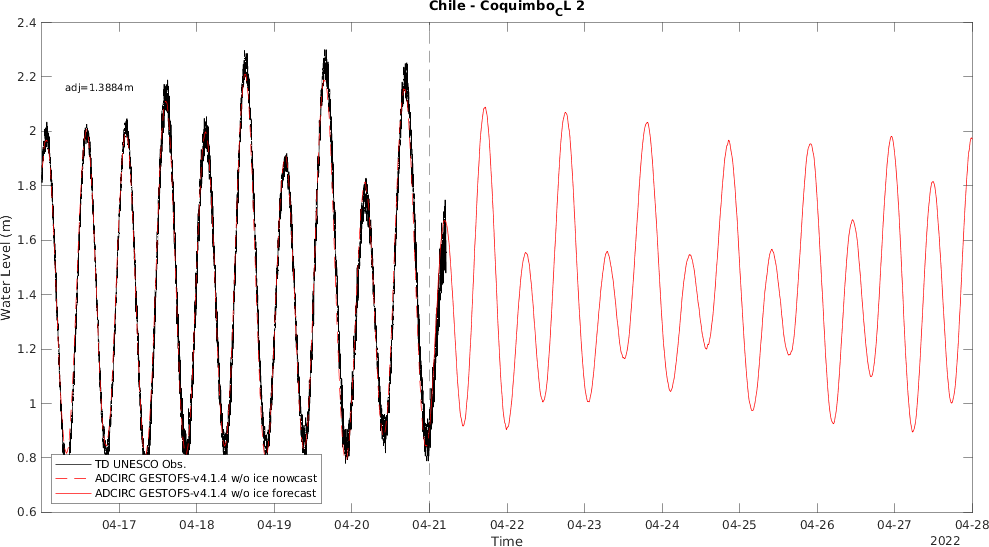 Chile - Coquimbo_CL 2
2.4
2.2
2
1.8
1.6
1.4
1.2
1
0.8
0.6
Water Level (m)
adj=1.3884m
TD UNESCO Obs.
ADCIRC GESTOFS-v4.1.4 w/o ice nowcast
ADCIRC GESTOFS-v4.1.4 w/o ice forecast
04-17 04-18 04-19 04-20 04-21 04-22 04-23 04-24 04-25 04-26 04-27 04-28
Time
2022